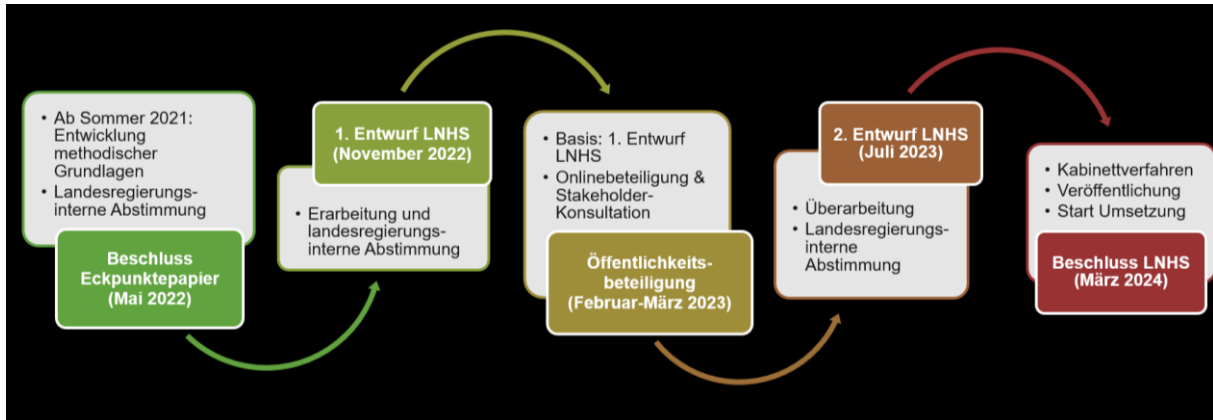 • Ab Sommer 2021:
Entwicklung
methodischer
Grundlagen
• Landesregierungs-
interne Abstimmung
Beschluss
Eckpunktepapier
(Mai 2022)
1. Entwurf LNHS
(November 2022)
• Erarbeitung und
landesregierungs-
interne Abstimmung
• Basis: 1. Entwurf
LNHS
• Onlinebeteiligung &
Stakeholder-
Konsultation
Öffentlichkeits-
beteiligung
(Februar-März 2023)
2. Entwurf LNHS
(Juli 2023)
• Überarbeitung
• Landesregierungs-
interne
Abstimmung
• Kabinettverfahren
• Veröffentlichung
• Start Umsetzung
Beschluss LNHS
(März 2024)